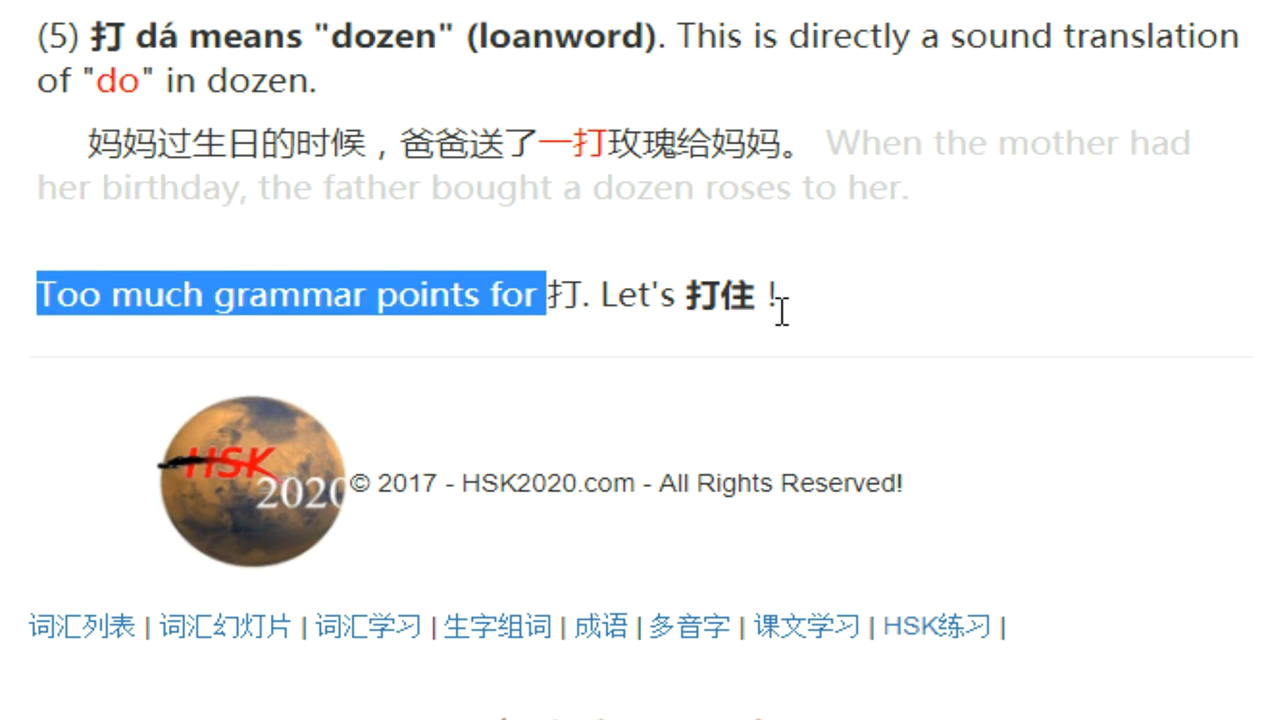 (5) 打 dá means "dozen" (loanword). This is directly a sound translation
of "do" in dozen.
妈妈过生日的时候，爸爸送了一打玫瑰给妈妈。 When the mother had
her birthday, the father bought a dozen roses to her.
Too much grammar points for 打. Let's 打住 !
HSK
2020
© 2017 - HSK2020.com - All Rights Reserved!
词汇列表 | 词汇幻灯片 | 词汇学习 | 生字组词 | 成语 | 多音字 | 课文学习 | HSK练习 |